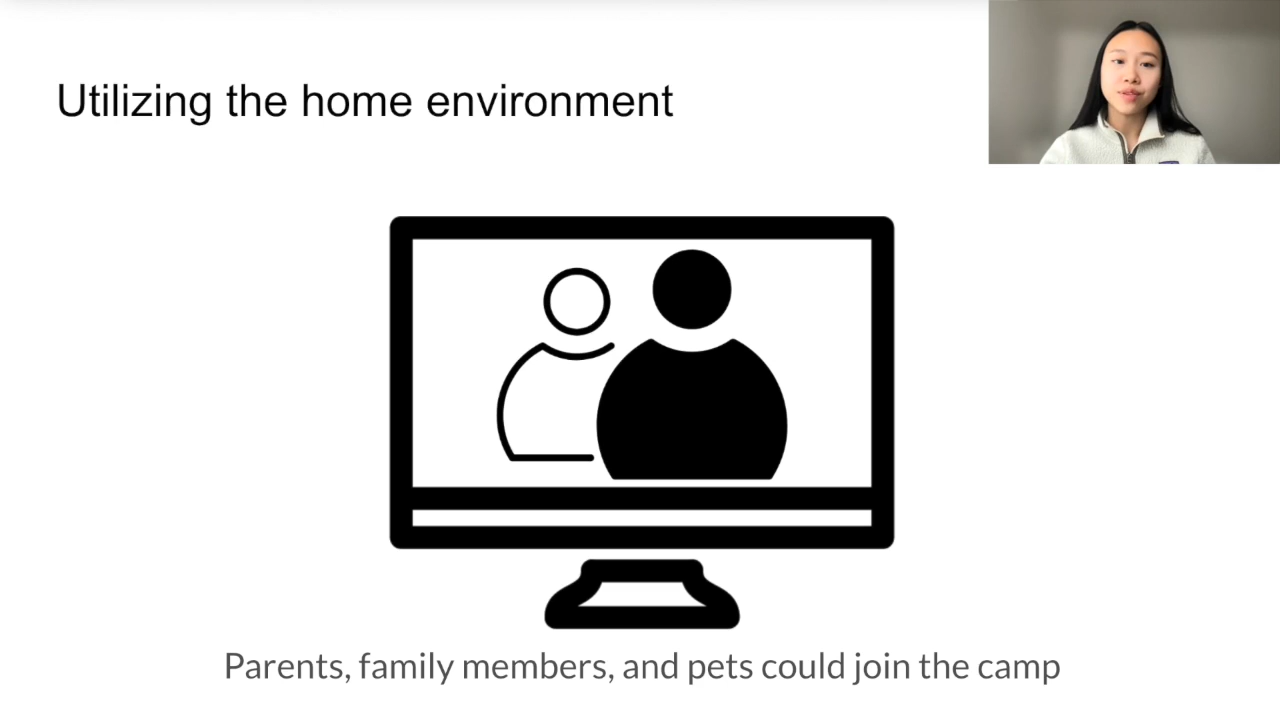 Utilizing the home environment
Parents, family members, and pets could join the camp